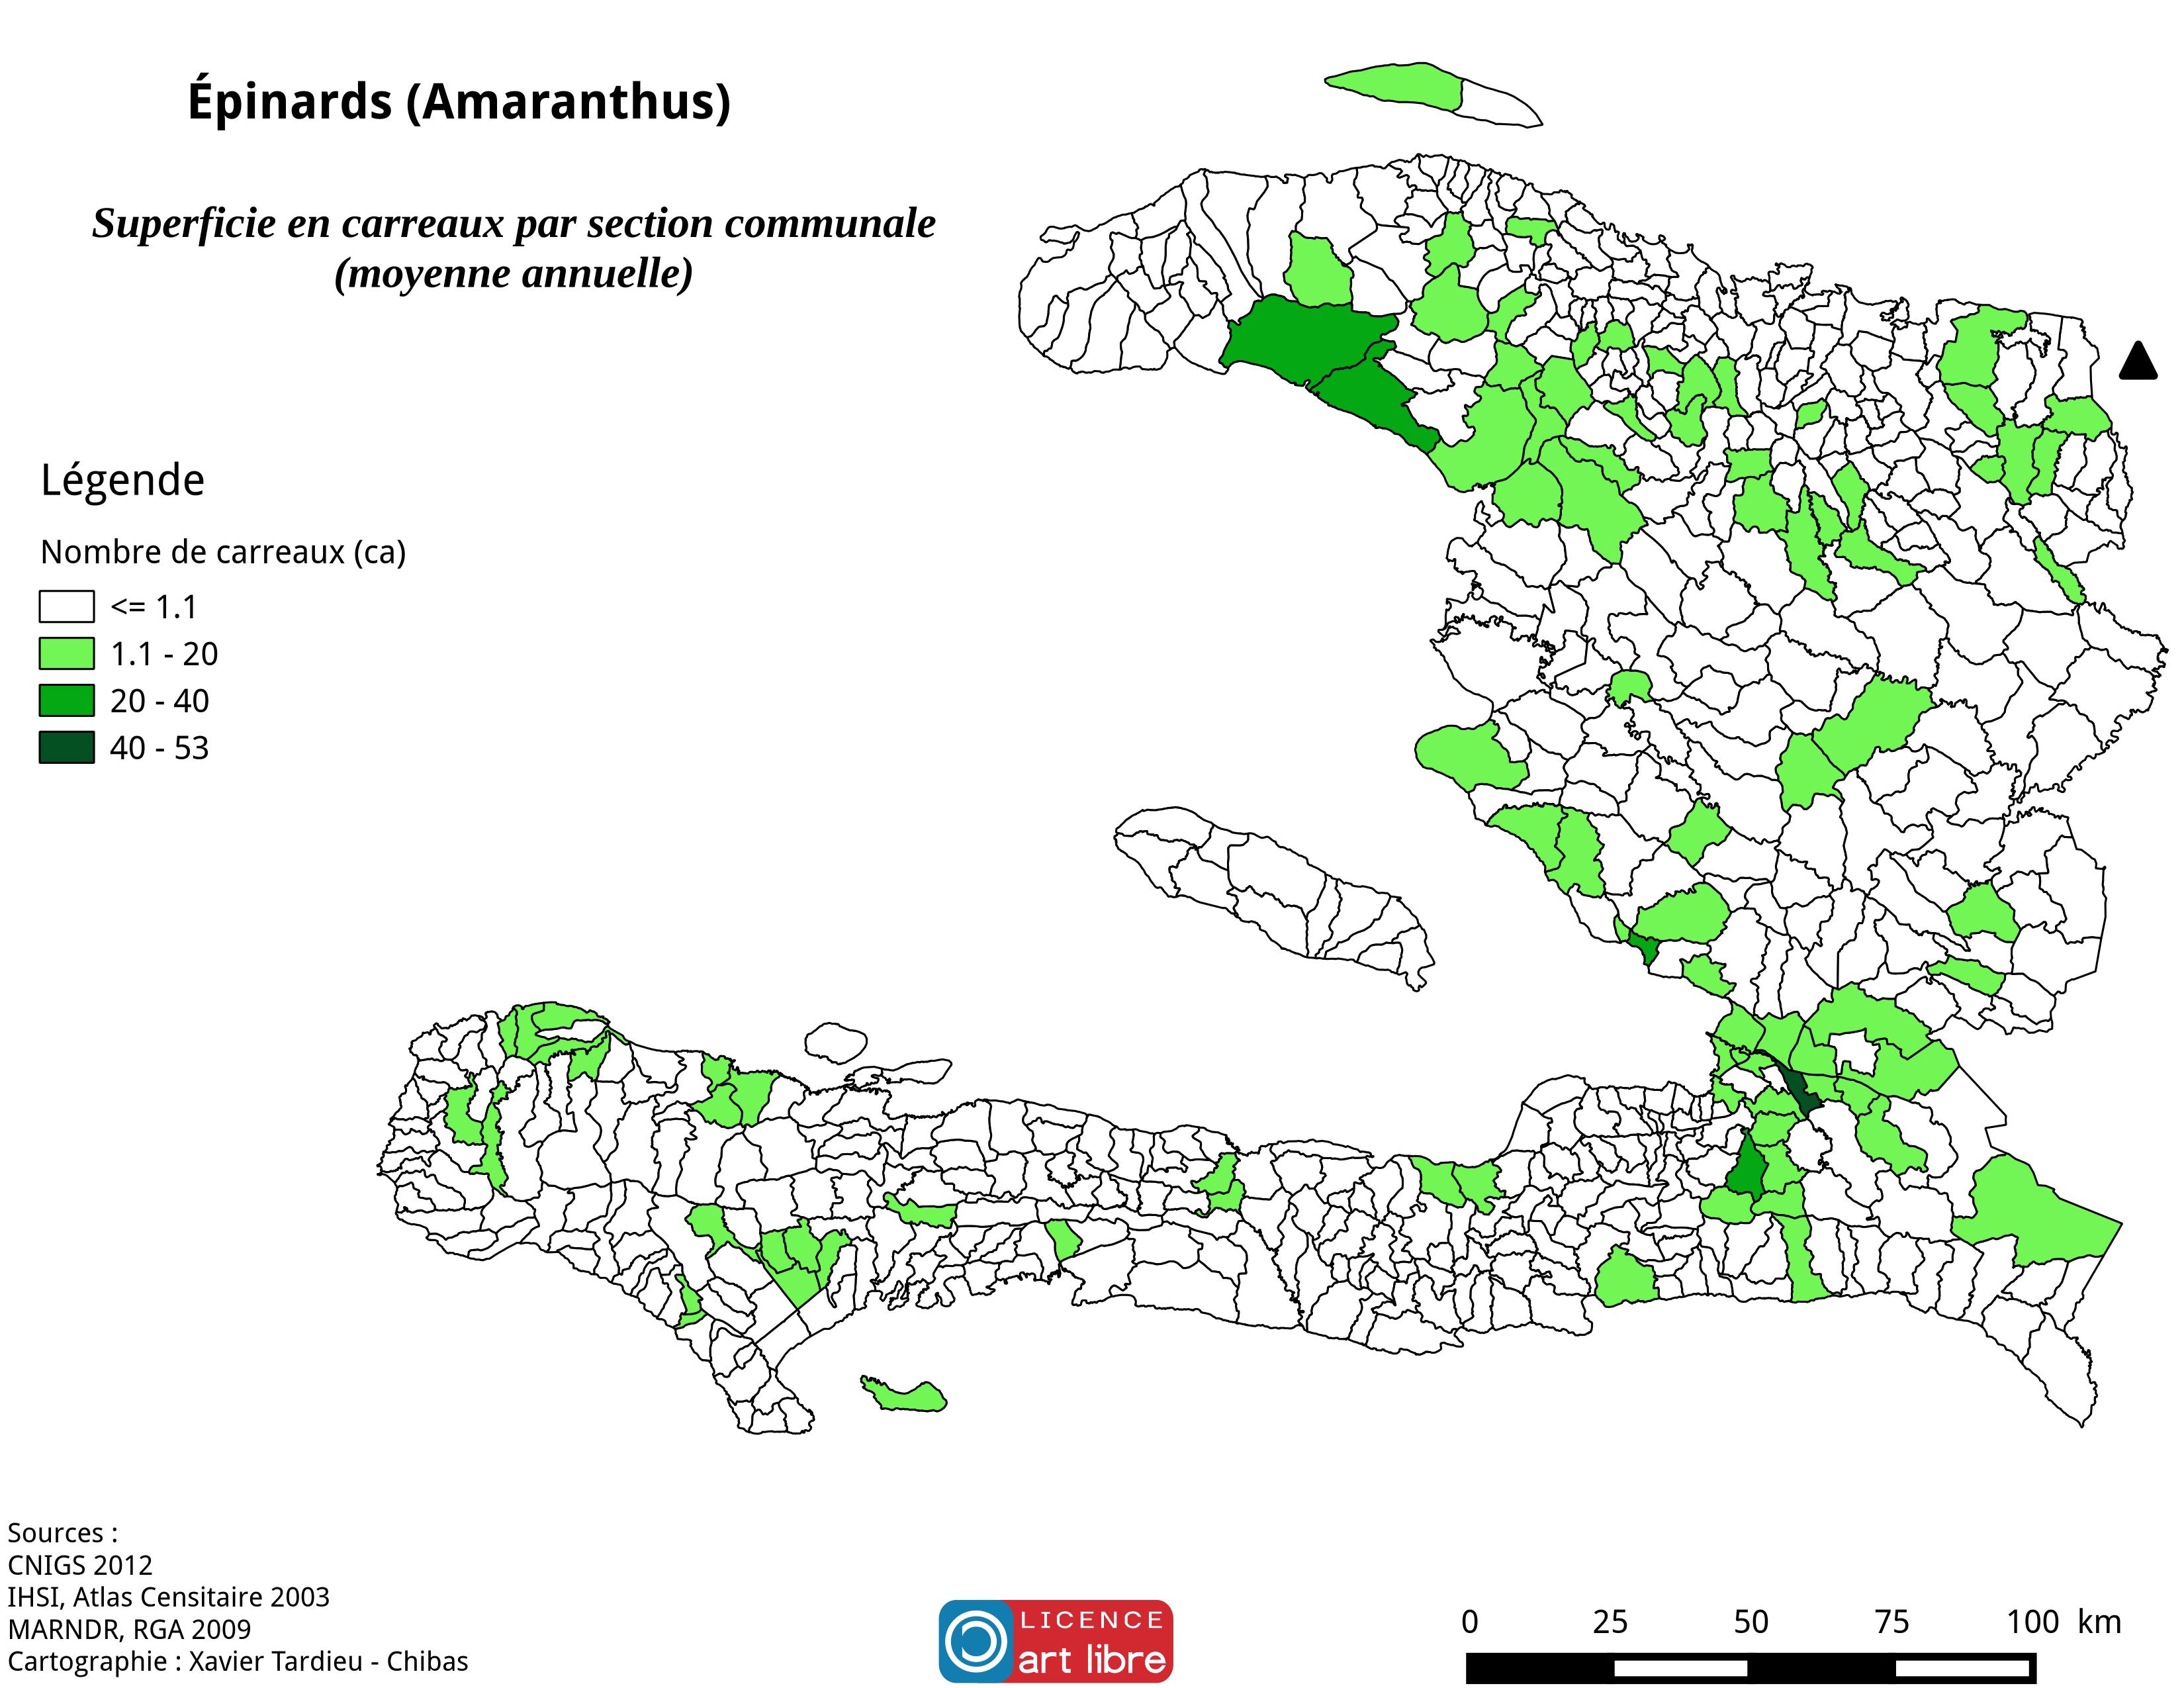 Épinards (Amaranthus)
Superficie en carreaux par section communale
(moyenne annuelle)
Légende
Nombre de carreaux (ca)
<= 1.1
1.1 - 20
20 - 40
40 - 53
Sources :
CNIGS 2012
IHSI, Atlas Censitaire 2003
MARNDR, RGA 2009
Cartographie : Xavier Tardieu - Chibas
LICENCE
art libre
0 25 50 75 100 km